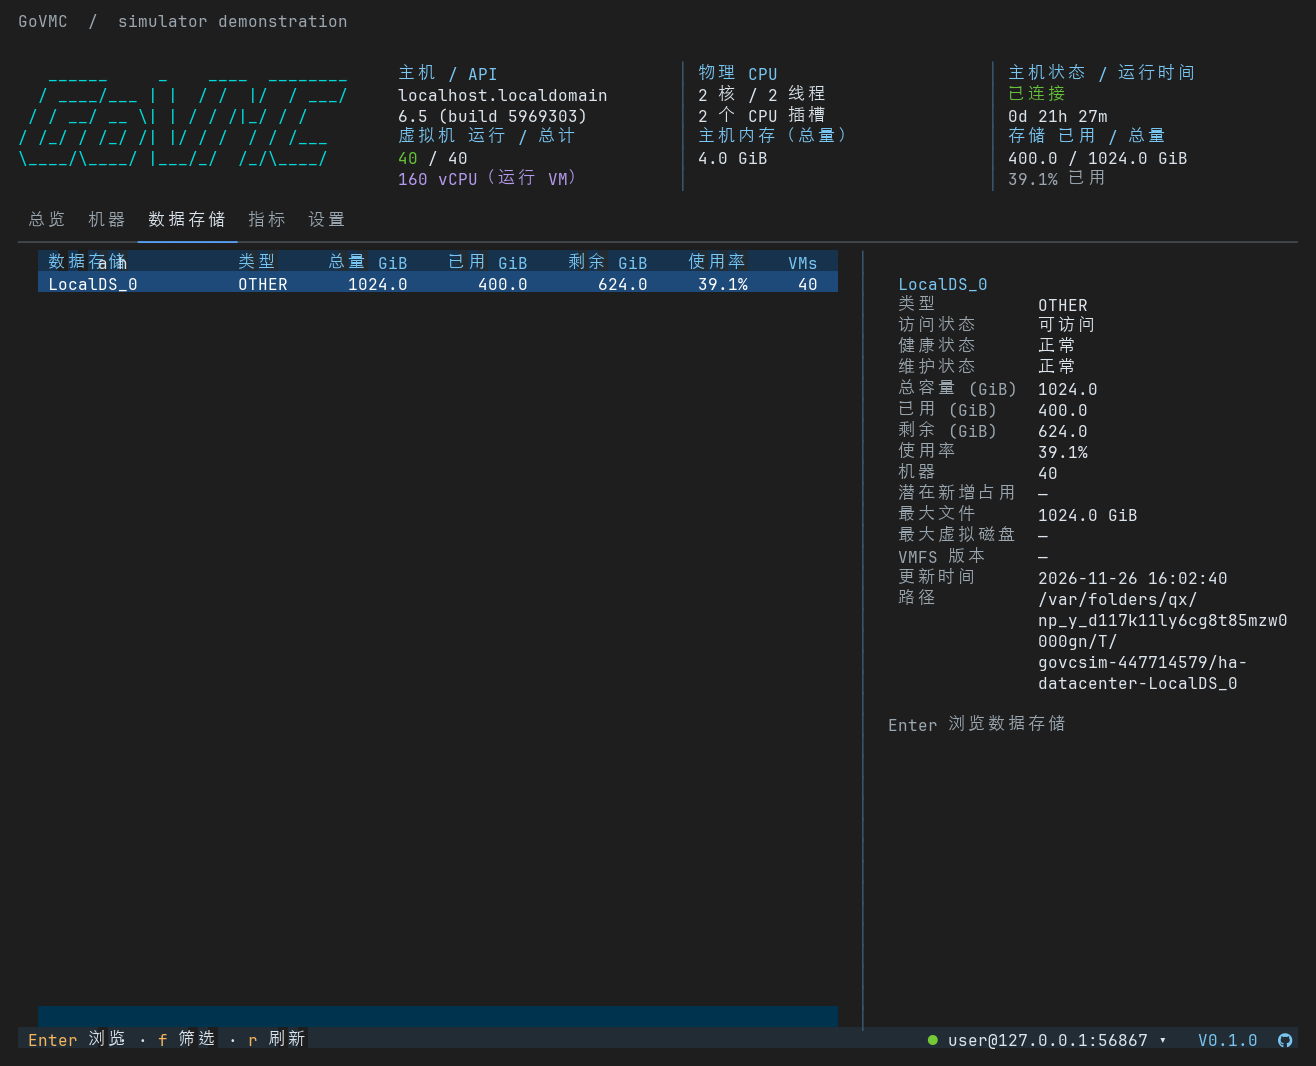 GoVMC / simulator demonstration
主机 / API
localhost.localdomain
6.5 (build 5969303)
虚拟机 运行 / 总计
40 / 40
160 vCPU（运行 VM）
物理 CPU
2 核 / 2 线程
2 个 CPU 插槽
主机内存（总量）
4.0 GiB
主机状态 / 运行时间
已连接
0d 21h 27m
存储 已用 / 总量
400.0 / 1024.0 GiB
39.1% 已用
总览 机器 数据存储 指标 设置
数据存储 类型 总量 GiB 已用 GiB 剩余 GiB 使用率 VMs
LocalDS_0 OTHER 1024.0 400.0 624.0 39.1% 40
LocalDS_0
类型 OTHER
访问状态 可访问
健康状态 正常
维护状态 正常
总容量 (GiB) 1024.0
已用 (GiB) 400.0
剩余 (GiB) 624.0
使用率 39.1%
机器 40
潜在新增占用 —
最大文件 1024.0 GiB
最大虚拟磁盘 —
VMFS 版本 —
更新时间 2026-11-26 16:02:40
路径 /var/folders/qx/
np_y_d117k11ly6cg8t85mzw0
000gn/T/
govcsim-447714579/ha-
datacenter-LocalDS_0
Enter 浏览数据存储
Enter 浏览 · f 筛选 · r 刷新
user@127.0.0.1:56867 ▾ V0.1.0